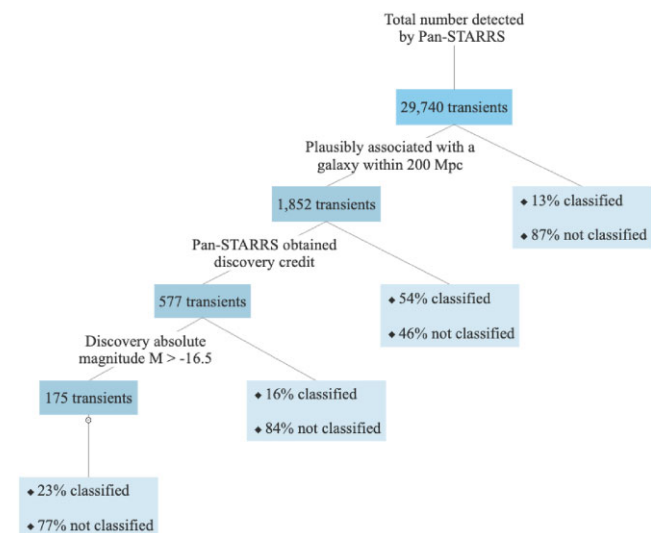 Total number detected
by Pan-STARRS
29,740 transients
Plausibly associated with a
galaxy within 200 Mpc
◆ 13% classified
◆ 87% not classified
1,852 transients
Pan-STARRS obtained
discovery credit
◆ 54% classified
◆ 46% not classified
577 transients
Discovery absolute
magnitude M > -16.5
◆ 16% classified
◆ 84% not classified
175 transients
◆ 23% classified
◆ 77% not classified